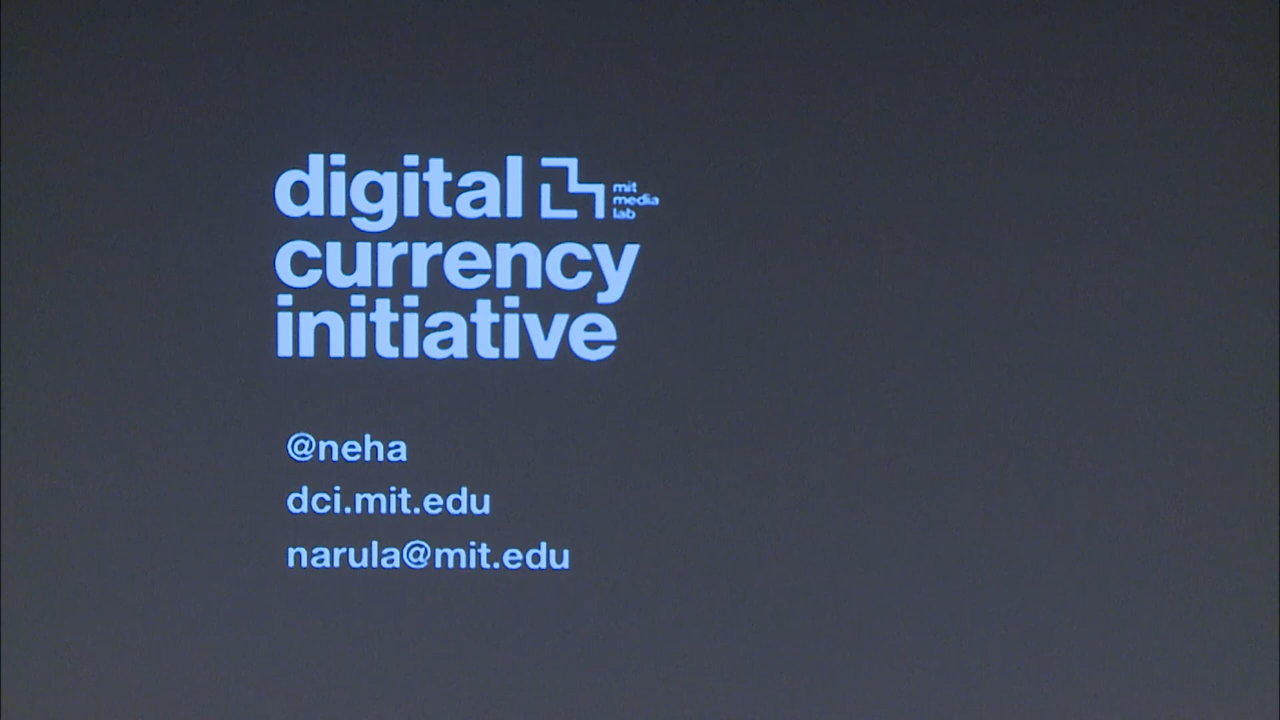 digital
mit
media
lab
currency
initiative
@neha
dci.mit.edu
narula@mit.edu